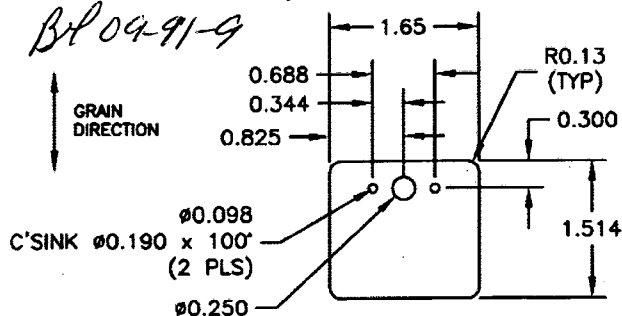 09-91-9
1.65
R0.13
(TYP)
0.688
0.344
0.300
0.825
GRAIN
DIRECTION
ø0.098
C'SINK ø0.190 x 100°
(2 PLS)
1.514
ø0.250